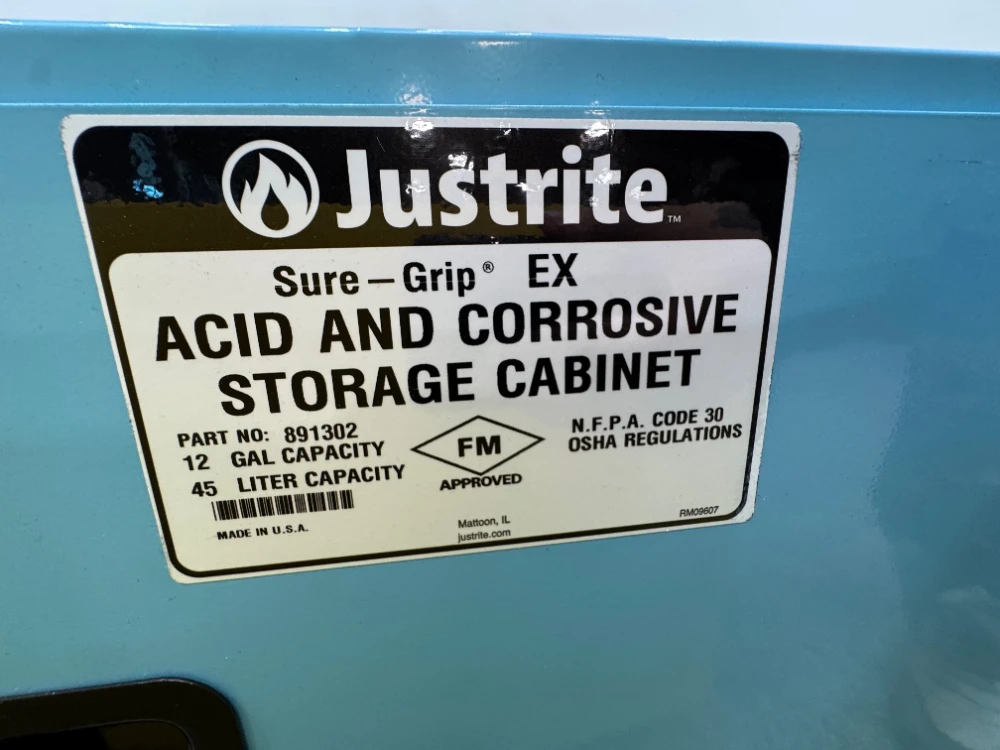 Justrite™
Sure-Grip® EX
ACID AND CORROSIVE
STORAGE CABINET
PART NO: 891302
12 GAL CAPACITY
45 LITER CAPACITY
MADE IN U.S.A.
FM
APPROVED
N.F.P.A. CODE 30
OSHA REGULATIONS
Mattoon, IL
justrite.com
RM09607